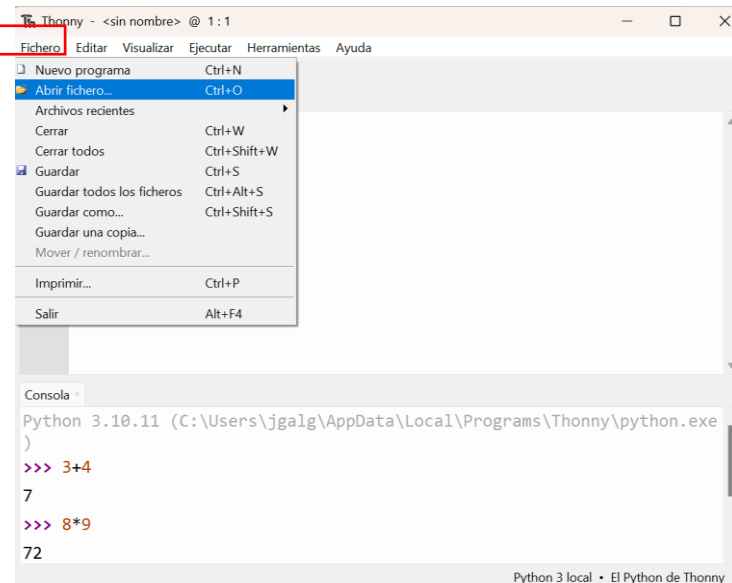 Thonny - <sin nombre> @ 1 : 1
Fichero Editar Visualizar Ejecutar Herramientas Ayuda
Nuevo programa Ctrl+N
Abrir fichero... Ctrl+O
Archivos recientes
Cerrar Ctrl+W
Cerrar todos Ctrl+Shift+W
Guardar Ctrl+S
Guardar todos los ficheros Ctrl+Alt+S
Guardar como... Ctrl+Shift+S
Guardar una copia...
Mover / renombrar...
Imprimir... Ctrl+P
Salir Alt+F4
Consola ×
Python 3.10.11 (C:\Users\jgalg\AppData\Local\Programs\Thonny\python.exe
)
>>> 3+4
7
>>> 8*9
72
Python 3 local • El Python de Thonny